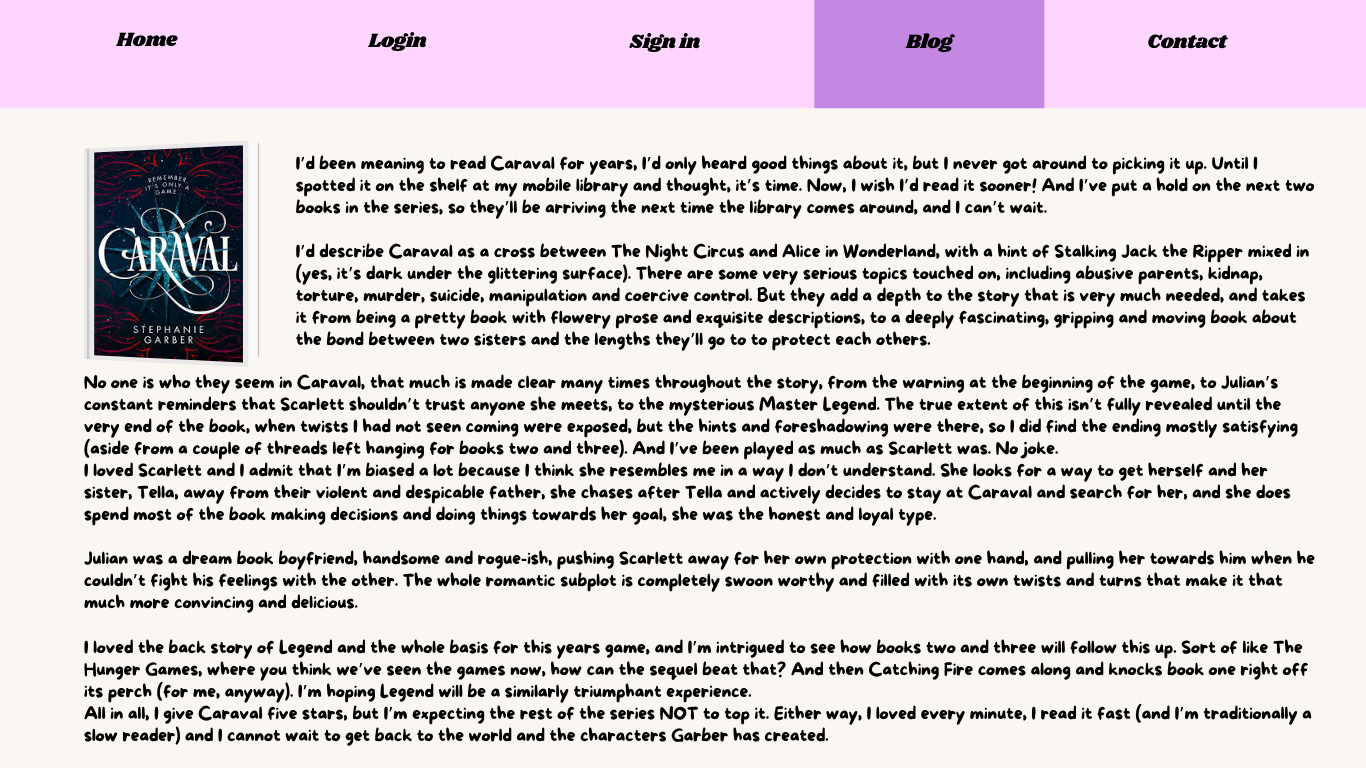 Home
Login
Sign in
Blog
Contact
REMEMBER
IT'S ONLY A
GAME
CARAVAL
STEPHANIE
GARBER
I'd been meaning to read Caraval for years, I'd only heard good things about it, but I never got around to picking it up. Until I
spotted it on the shelf at my mobile library and thought, it's time. Now, I wish I'd read it sooner! And I've put a hold on the next two
books in the series, so they'll be arriving the next time the library comes around, and I can't wait.
I'd describe Caraval as a cross between The Night Circus and Alice in Wonderland, with a hint of Stalking Jack the Ripper mixed in
(yes, it's dark under the glittering surface). There are some very serious topics touched on, including abusive parents, kidnap,
torture, murder, suicide, manipulation and coercive control. But they add a depth to the story that is very much needed, and takes
it from being a pretty book with flowery prose and exquisite descriptions, to a deeply fascinating, gripping and moving book about
the bond between two sisters and the lengths they'll go to to protect each others.
No one is who they seem in Caraval, that much is made clear many times throughout the story, from the warning at the beginning of the game, to Julian's
constant reminders that Scarlett shouldn't trust anyone she meets, to the mysterious Master Legend. The true extent of this isn't fully revealed until the
very end of the book, when twists I had not seen coming were exposed, but the hints and foreshadowing were there, so I did find the ending mostly satisfying
(aside from a couple of threads left hanging for books two and three). And I've been played as much as Scarlett was. No joke.
I loved Scarlett and I admit that I'm biased a lot because I think she resembles me in a way I don't understand. She looks for a way to get herself and her
sister, Tella, away from their violent and despicable father, she chases after Tella and actively decides to stay at Caraval and search for her, and she does
spend most of the book making decisions and doing things towards her goal, she was the honest and loyal type.
Julian was a dream book boyfriend, handsome and rogue-ish, pushing Scarlett away for her own protection with one hand, and pulling her towards him when he
couldn't fight his feelings with the other. The whole romantic subplot is completely swoon worthy and filled with its own twists and turns that make it that
much more convincing and delicious.
I loved the back story of Legend and the whole basis for this years game, and I'm intrigued to see how books two and three will follow this up. Sort of like The
Hunger Games, where you think we've seen the games now, how can the sequel beat that? And then Catching Fire comes along and knocks book one right off
its perch (for me, anyway). I'm hoping Legend will be a similarly triumphant experience.
All in all, I give Caraval five stars, but I'm expecting the rest of the series NOT to top it. Either way, I loved every minute, I read it fast (and I'm traditionally a
slow reader) and I cannot wait to get back to the world and the characters Garber has created.